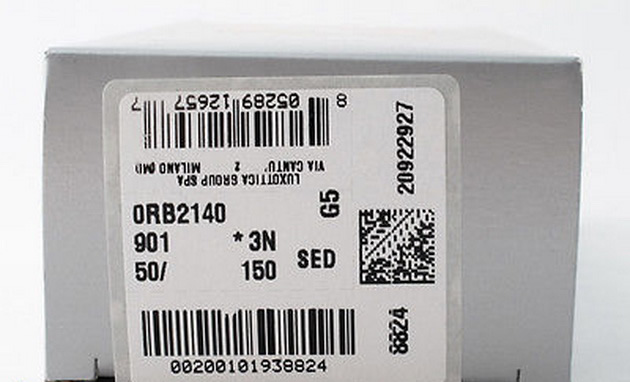 8 05289 12657 7
LUXOTTICA GROUP SPA
VIA CANTU' 2 MILANO (MI)
0RB2140
G5
901 * 3N
50/ 150
SED
20922927
8824
00200101938824